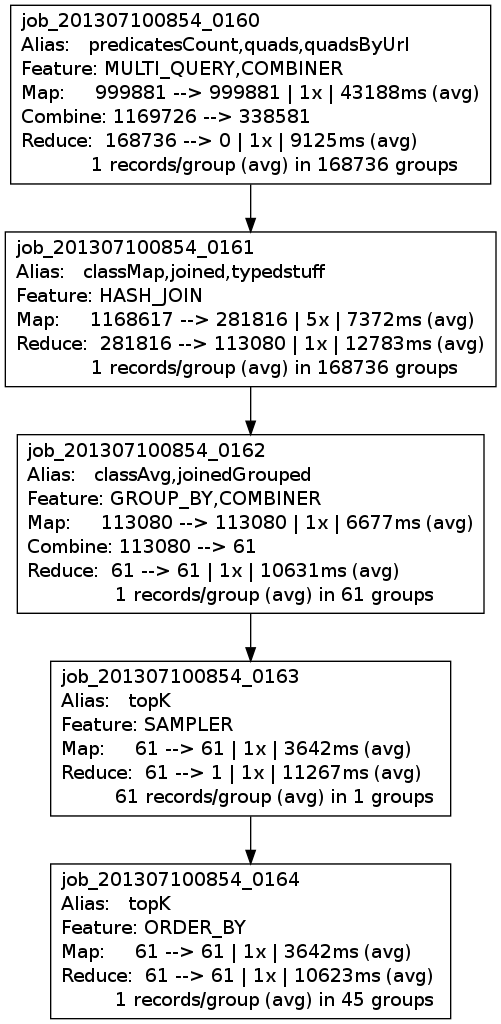 job_201307100854_0160
Alias: predicatesCount,quads,quadsByUrl
Feature: MULTI_QUERY,COMBINER
Map: 999881 --> 999881 | 1x | 43188ms (avg)
Combine: 1169726 --> 338581
Reduce: 168736 --> 0 | 1x | 9125ms (avg)
1 records/group (avg) in 168736 groups
job_201307100854_0161
Alias: classMap,joined,typedstuff
Feature: HASH_JOIN
Map: 1168617 --> 281816 | 5x | 7372ms (avg)
Reduce: 281816 --> 113080 | 1x | 12783ms (avg)
1 records/group (avg) in 168736 groups
job_201307100854_0162
Alias: classAvg,joinedGrouped
Feature: GROUP_BY,COMBINER
Map: 113080 --> 113080 | 1x | 6677ms (avg)
Combine: 113080 --> 61
Reduce: 61 --> 61 | 1x | 10631ms (avg)
1 records/group (avg) in 61 groups
job_201307100854_0163
Alias: topK
Feature: SAMPLER
Map: 61 --> 61 | 1x | 3642ms (avg)
Reduce: 61 --> 1 | 1x | 11267ms (avg)
61 records/group (avg) in 1 groups
job_201307100854_0164
Alias: topK
Feature: ORDER_BY
Map: 61 --> 61 | 1x | 3642ms (avg)
Reduce: 61 --> 61 | 1x | 10623ms (avg)
1 records/group (avg) in 45 groups